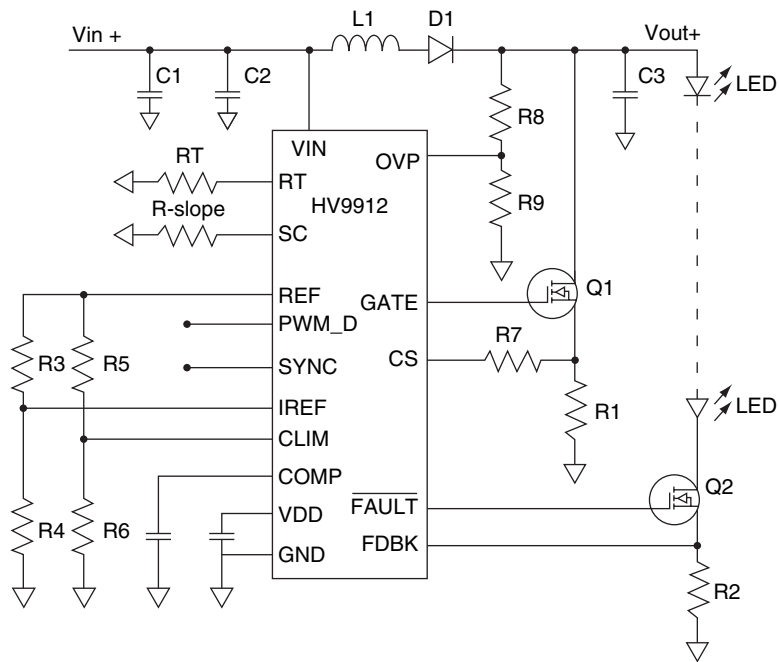 Vin +
L1
D1
Vout+
C1
C2
C3
LED
R8
VIN
OVP
RT
RT
HV9912
R9
R-slope
SC
REF
GATE
Q1
PWM_D
R7
R3
R5
SYNC
CS
IREF
R1
CLIM
COMP
LED
Q2
VDD
FAULT
R4
R6
GND
FDBK
R2